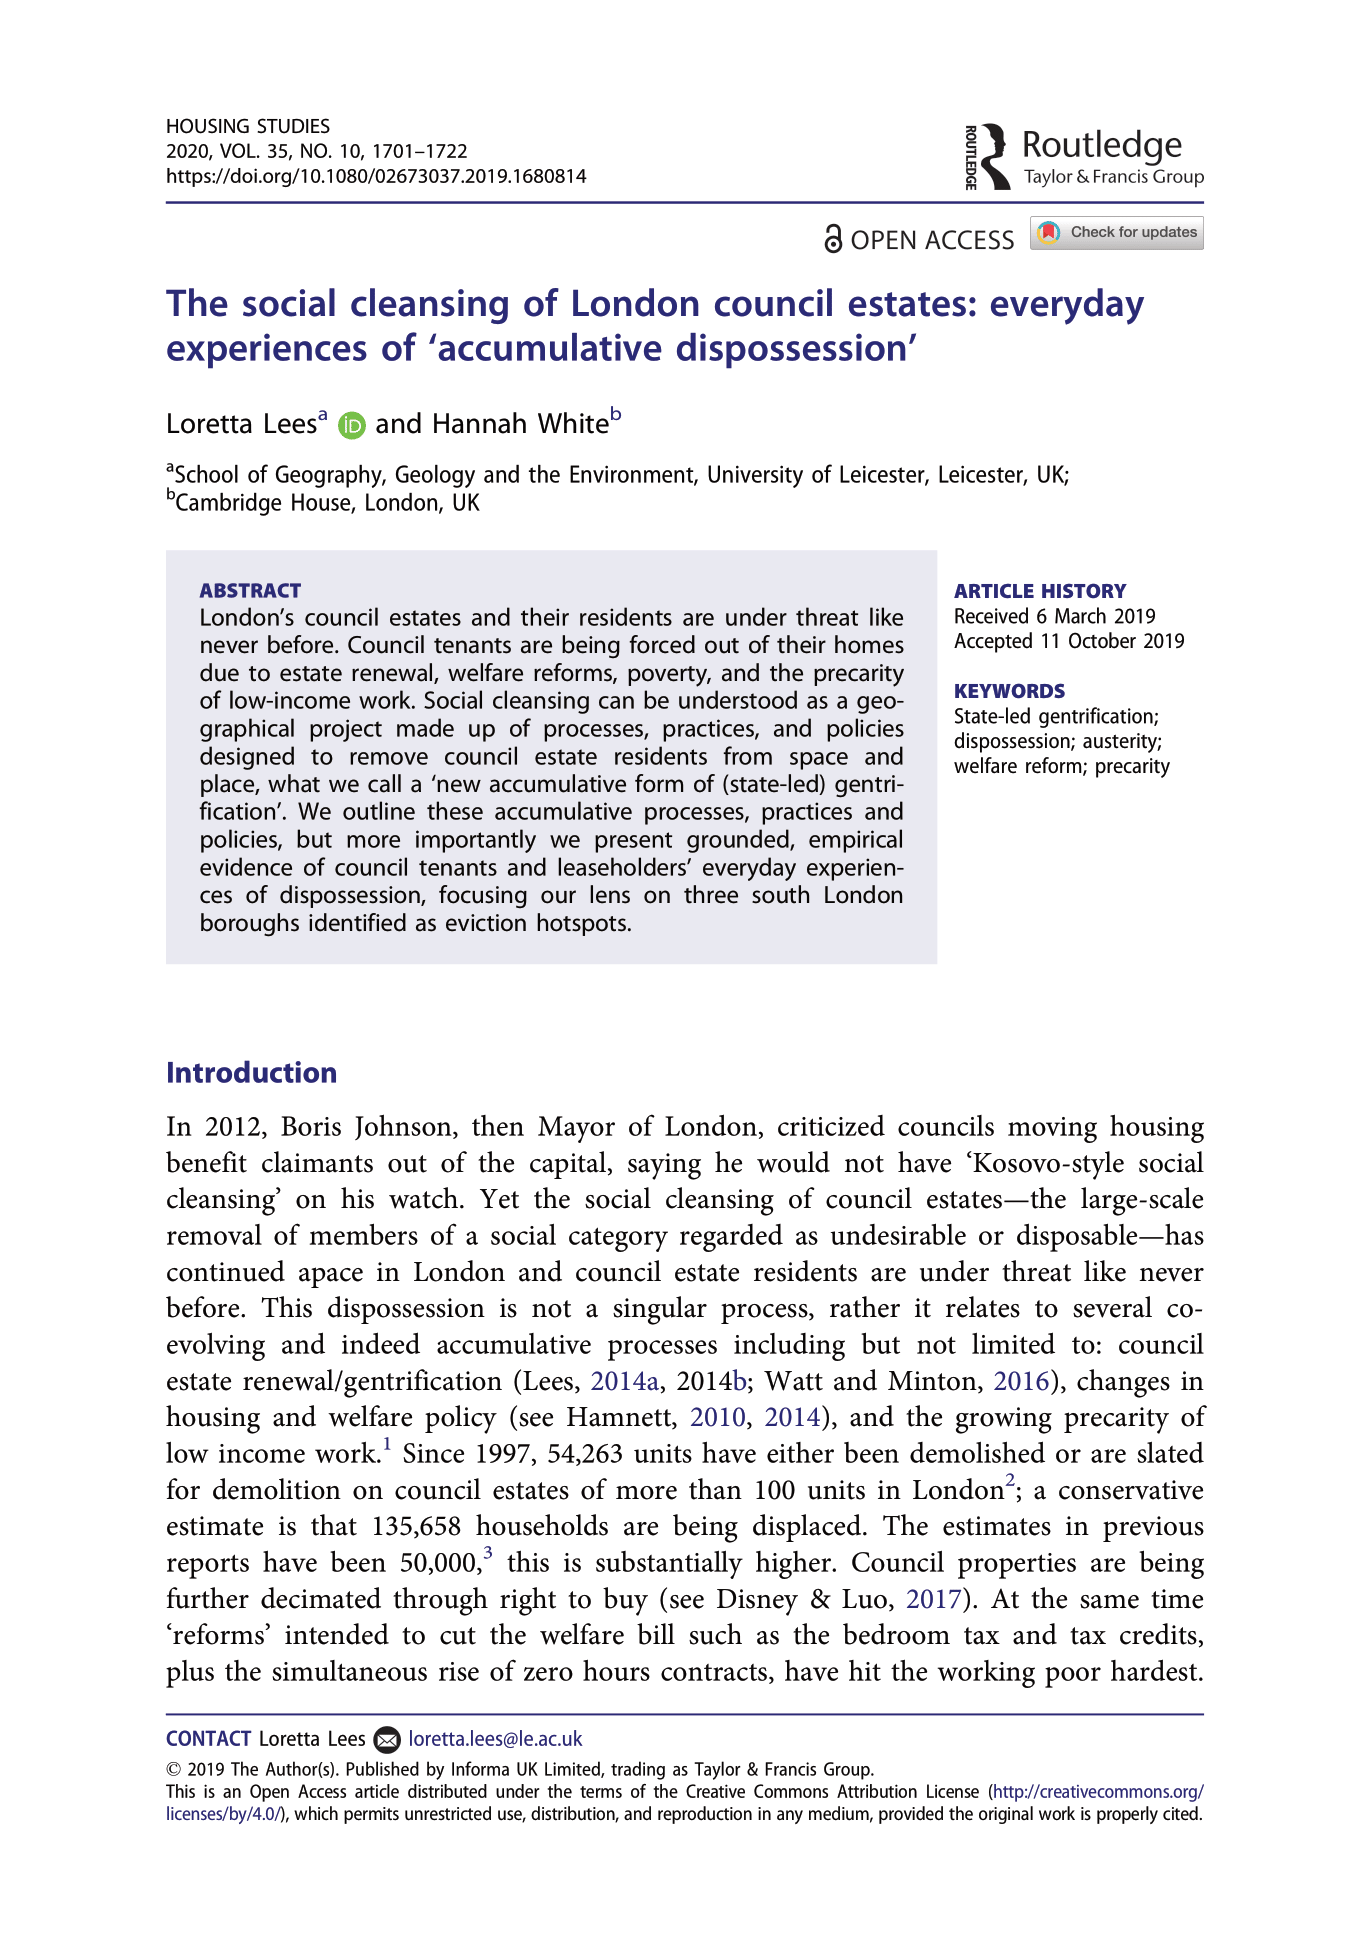 HOUSING STUDIES
2020, VOL. 35, NO. 10, 1701–1722
https://doi.org/10.1080/02673037.2019.1680814
ROUTLEDGE
Routledge
Taylor & Francis Group
OPEN ACCESS
Check for updates
The social cleansing of London council estates: everyday
experiences of ‘accumulative dispossession’
Loretta Leesa iD and Hannah Whiteb
aSchool of Geography, Geology and the Environment, University of Leicester, Leicester, UK;
bCambridge House, London, UK
ABSTRACT
London’s council estates and their residents are under threat like
never before. Council tenants are being forced out of their homes
due to estate renewal, welfare reforms, poverty, and the precarity
of low-income work. Social cleansing can be understood as a geo-
graphical project made up of processes, practices, and policies
designed to remove council estate residents from space and
place, what we call a ‘new accumulative form of (state-led) gentri-
fication’. We outline these accumulative processes, practices and
policies, but more importantly we present grounded, empirical
evidence of council tenants and leaseholders’ everyday experien-
ces of dispossession, focusing our lens on three south London
boroughs identified as eviction hotspots.
ARTICLE HISTORY
Received 6 March 2019
Accepted 11 October 2019
KEYWORDS
State-led gentrification;
dispossession; austerity;
welfare reform; precarity
Introduction
In 2012, Boris Johnson, then Mayor of London, criticized councils moving housing
benefit claimants out of the capital, saying he would not have ‘Kosovo-style social
cleansing’ on his watch. Yet the social cleansing of council estates—the large-scale
removal of members of a social category regarded as undesirable or disposable—has
continued apace in London and council estate residents are under threat like never
before. This dispossession is not a singular process, rather it relates to several co-
evolving and indeed accumulative processes including but not limited to: council
estate renewal/gentrification (Lees, 2014a, 2014b; Watt and Minton, 2016), changes in
housing and welfare policy (see Hamnett, 2010, 2014), and the growing precarity of
low income work.1 Since 1997, 54,263 units have either been demolished or are slated
for demolition on council estates of more than 100 units in London2; a conservative
estimate is that 135,658 households are being displaced. The estimates in previous
reports have been 50,000,3 this is substantially higher. Council properties are being
further decimated through right to buy (see Disney & Luo, 2017). At the same time
‘reforms’ intended to cut the welfare bill such as the bedroom tax and tax credits,
plus the simultaneous rise of zero hours contracts, have hit the working poor hardest.
CONTACT Loretta Lees loretta.lees@le.ac.uk
© 2019 The Author(s). Published by Informa UK Limited, trading as Taylor & Francis Group.
This is an Open Access article distributed under the terms of the Creative Commons Attribution License (http://creativecommons.org/
licenses/by/4.0/), which permits unrestricted use, distribution, and reproduction in any medium, provided the original work is properly cited.